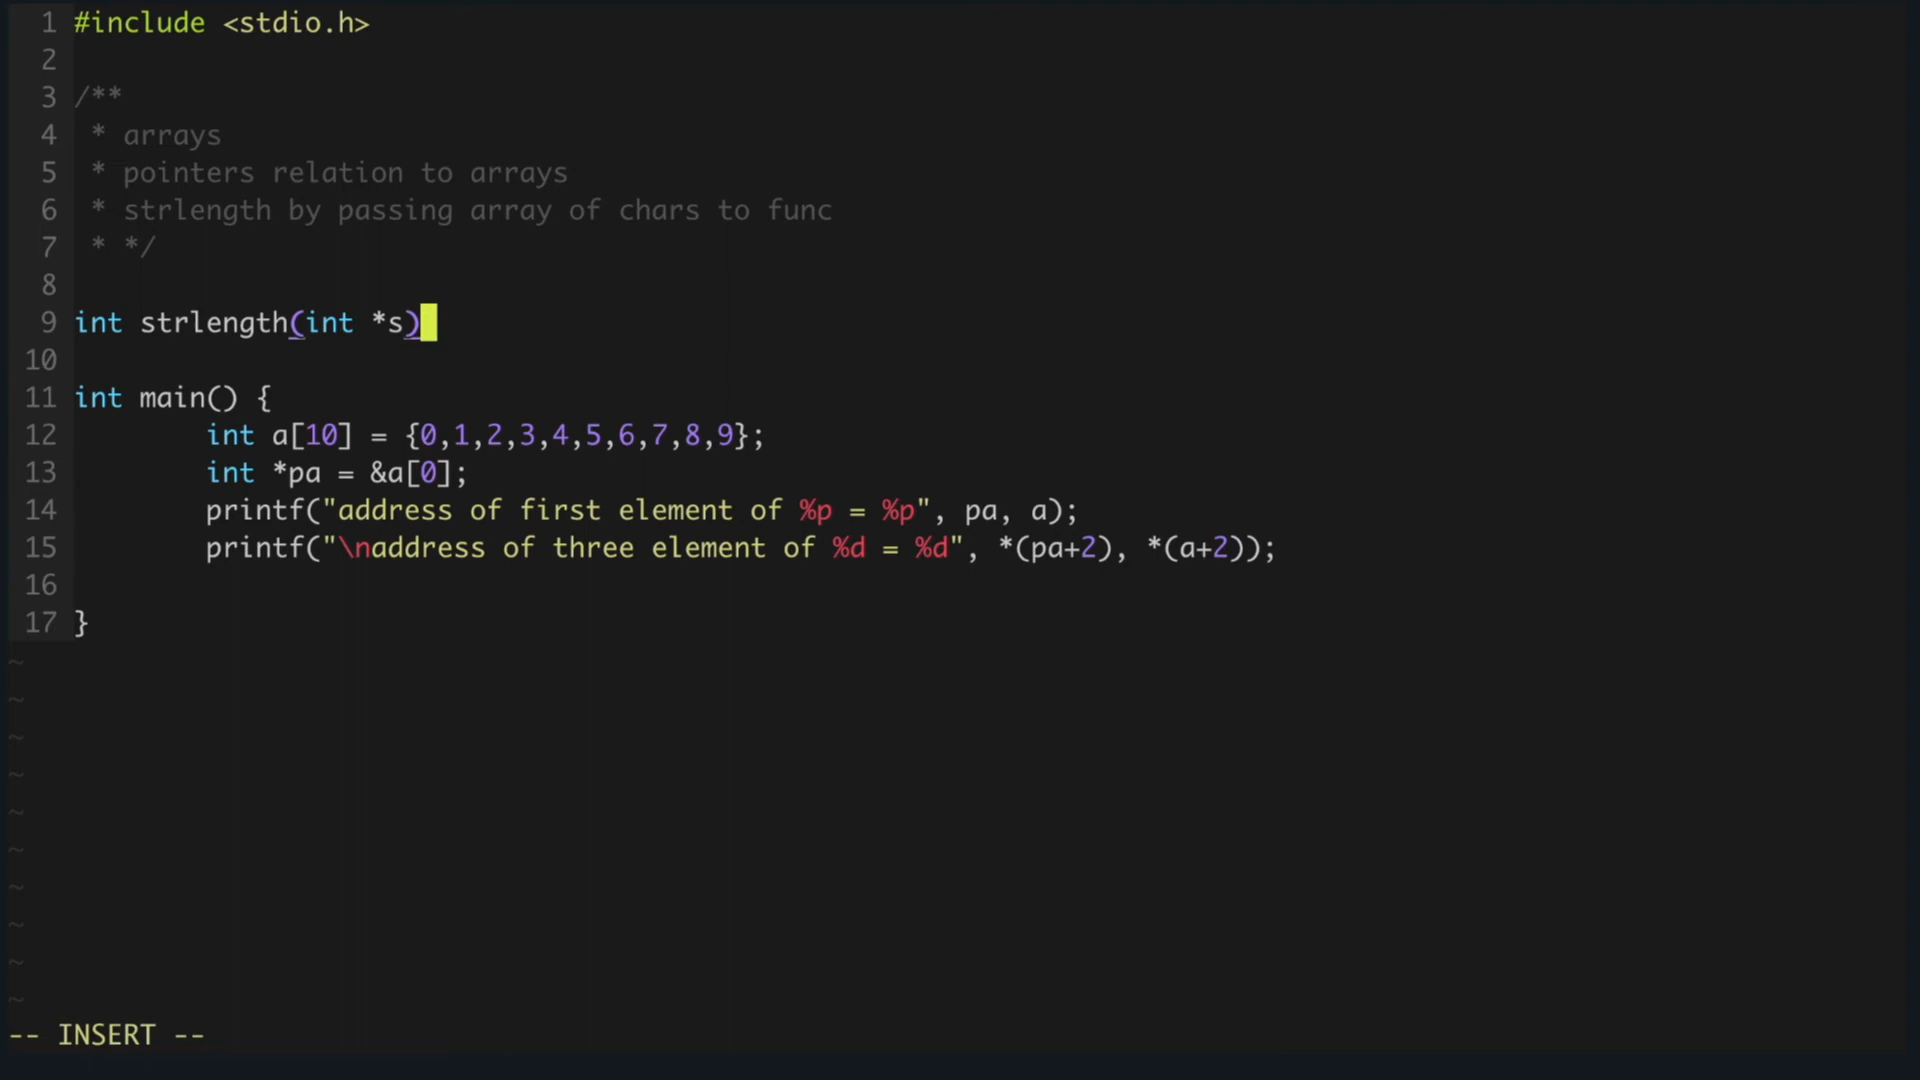 1 #include <stdio.h>
2
3 /**
4  * arrays
5  * pointers relation to arrays
6  * strlength by passing array of chars to func
7  * */
8
9 int strlength(int *s)
10
11 int main() {
12         int a[10] = {0,1,2,3,4,5,6,7,8,9};
13         int *pa = &a[0];
14         printf("address of first element of %p = %p", pa, a);
15         printf("\naddress of three element of %d = %d", *(pa+2), *(a+2));
16
17 }
~
~
~
~
~
~
~
~
~
~
-- INSERT --